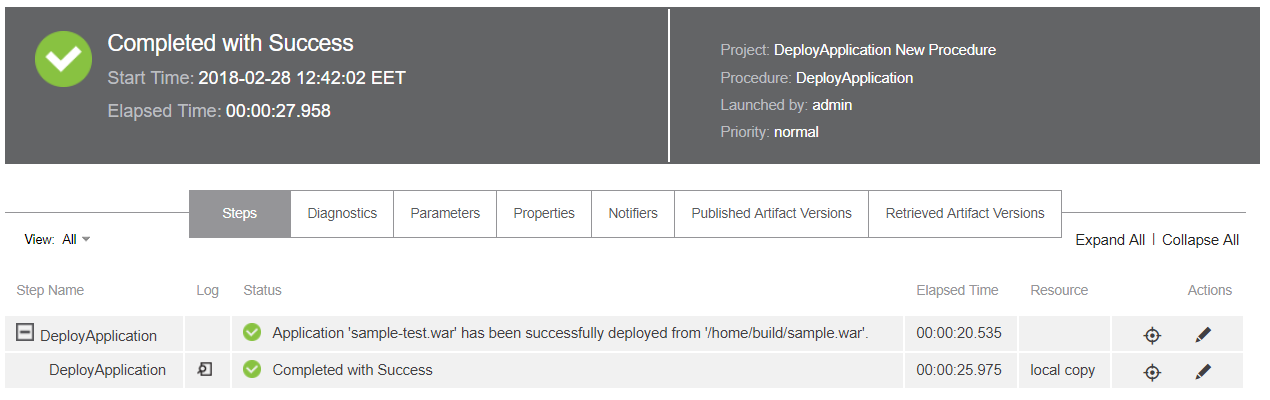 Completed with Success
Start Time: 2018-02-28 12:42:02 EET
Elapsed Time: 00:00:27.958
Project: DeployApplication New Procedure
Procedure: DeployApplication
Launched by: admin
Priority: normal
Steps Diagnostics Parameters Properties Notifiers Published Artifact Versions Retrieved Artifact Versions
View: All Expand All | Collapse All
Step Name Log Status Elapsed Time Resource Actions
DeployApplication Application 'sample-test.war' has been successfully deployed from '/home/build/sample.war'. 00:00:20.535
DeployApplication Completed with Success 00:00:25.975 local copy